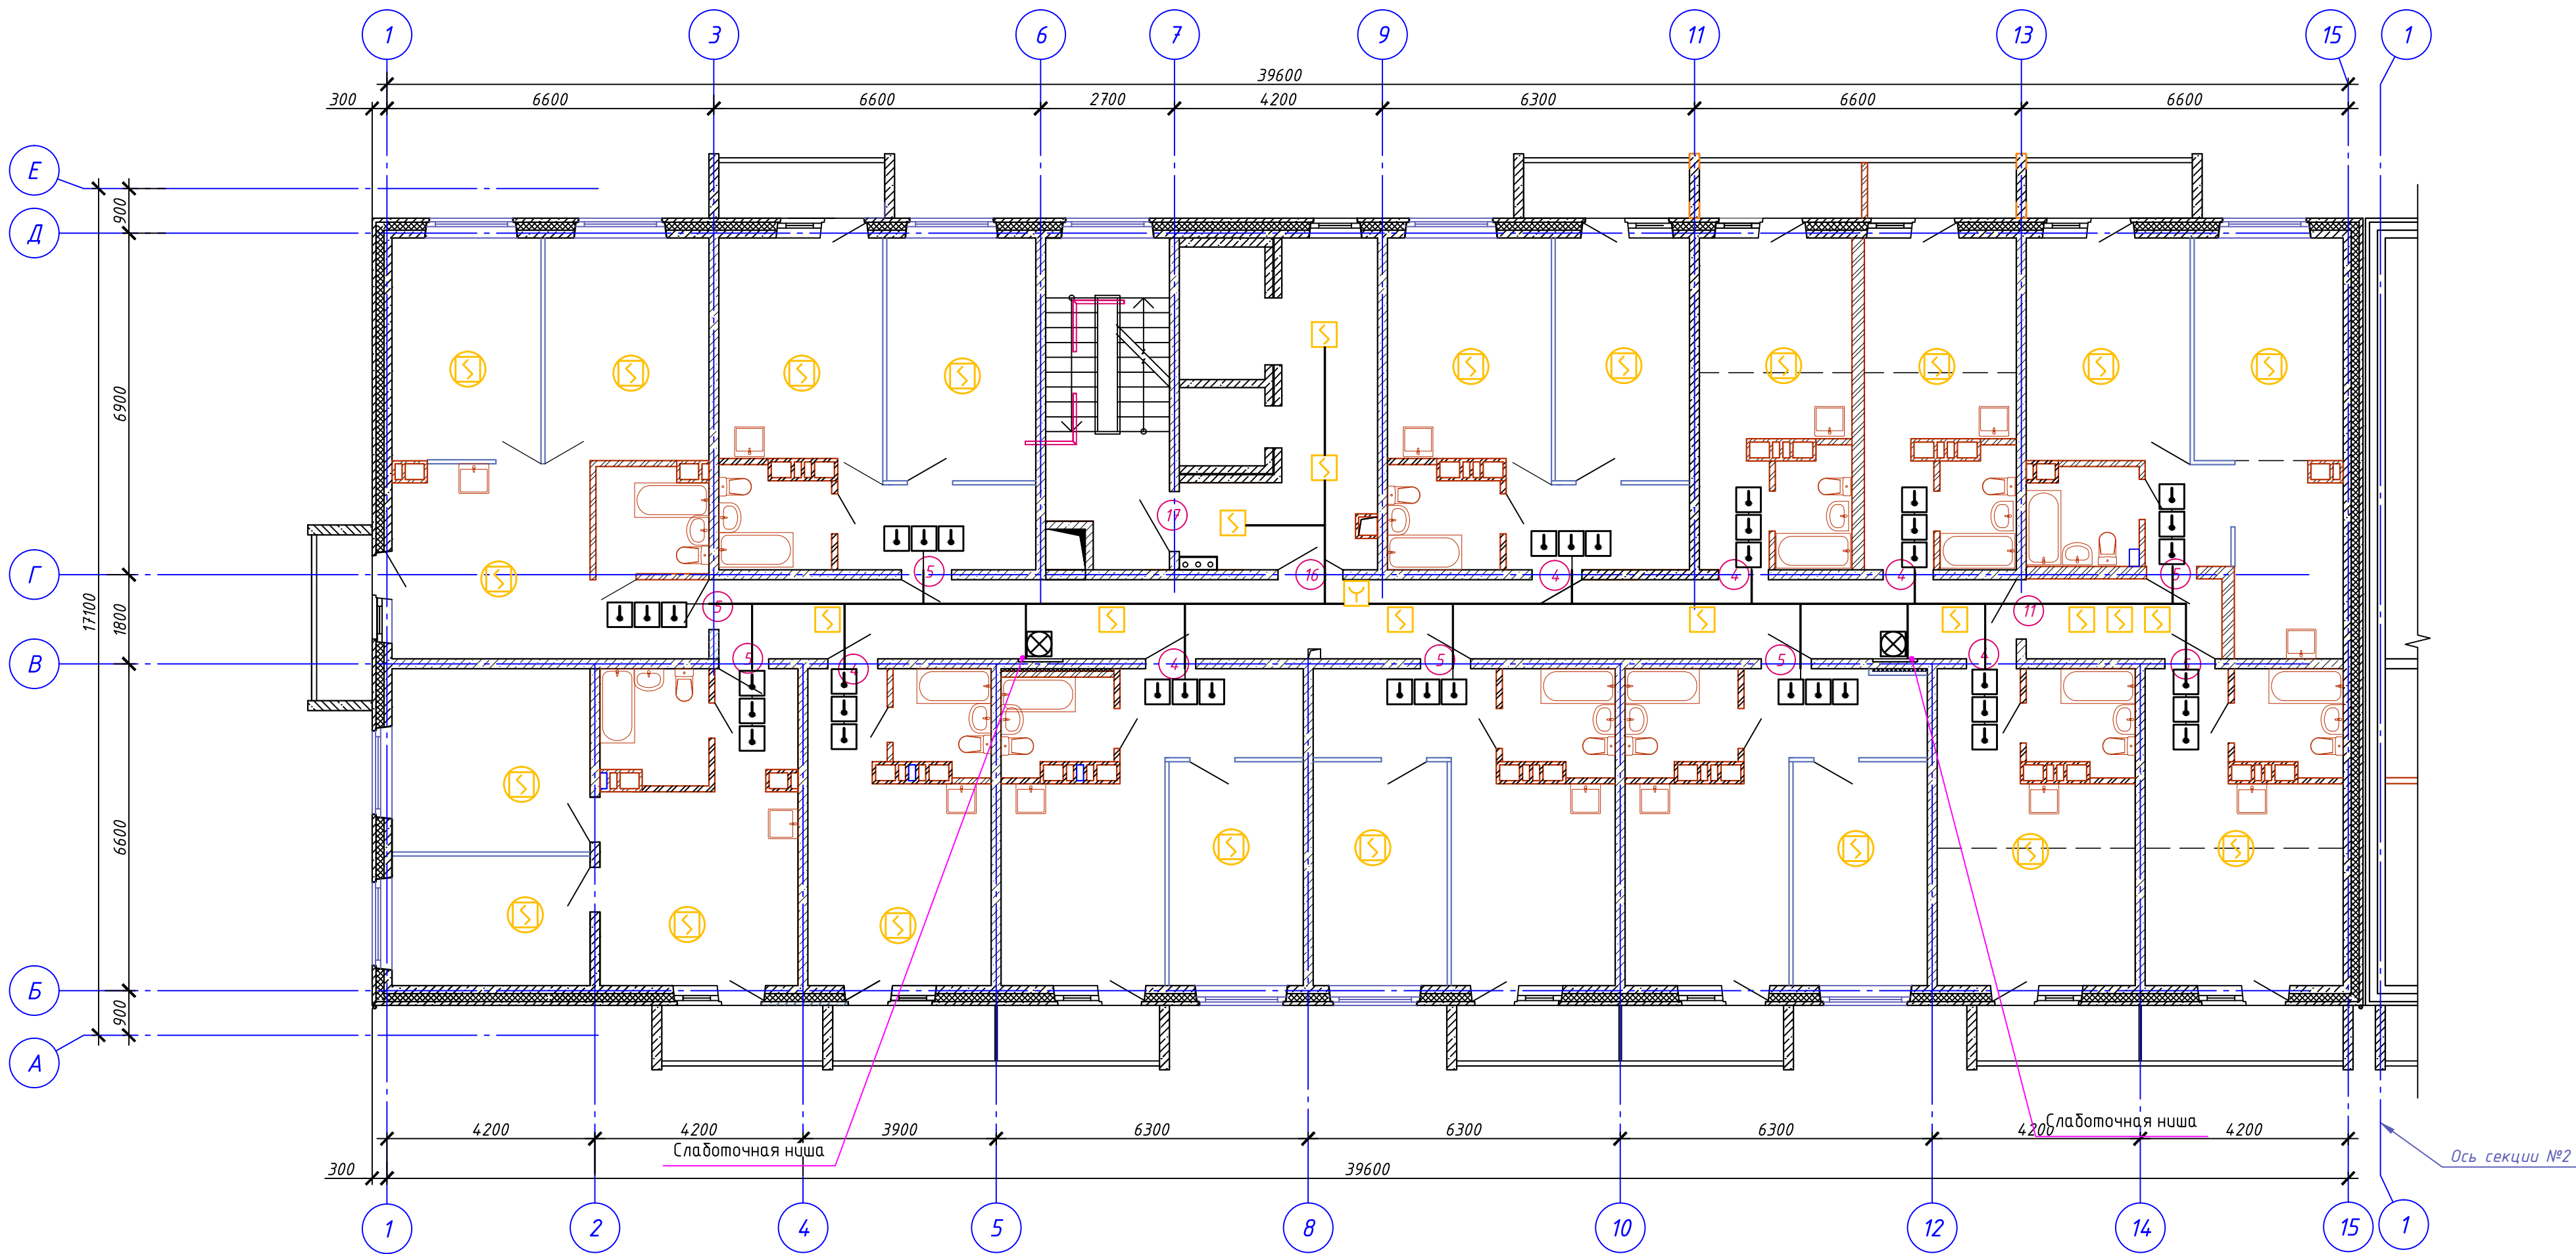 1 3 6 7 9 11 13 15 1
39600
300 6600 6600 2700 4200 6300 6600 6600
Е
900
Д
6900
17
5 16 4 4 4 5
Г
5 11
1800
17100
В
5 4 4 5 5 4 5
6600
Б
900
А
4200 4200 3900 6300 6300 6300 4200 4200
Слаботочная ниша
Слаботочная ниша
Ось секции №2
300 39600
1 2 4 5 8 10 12 14 15 1